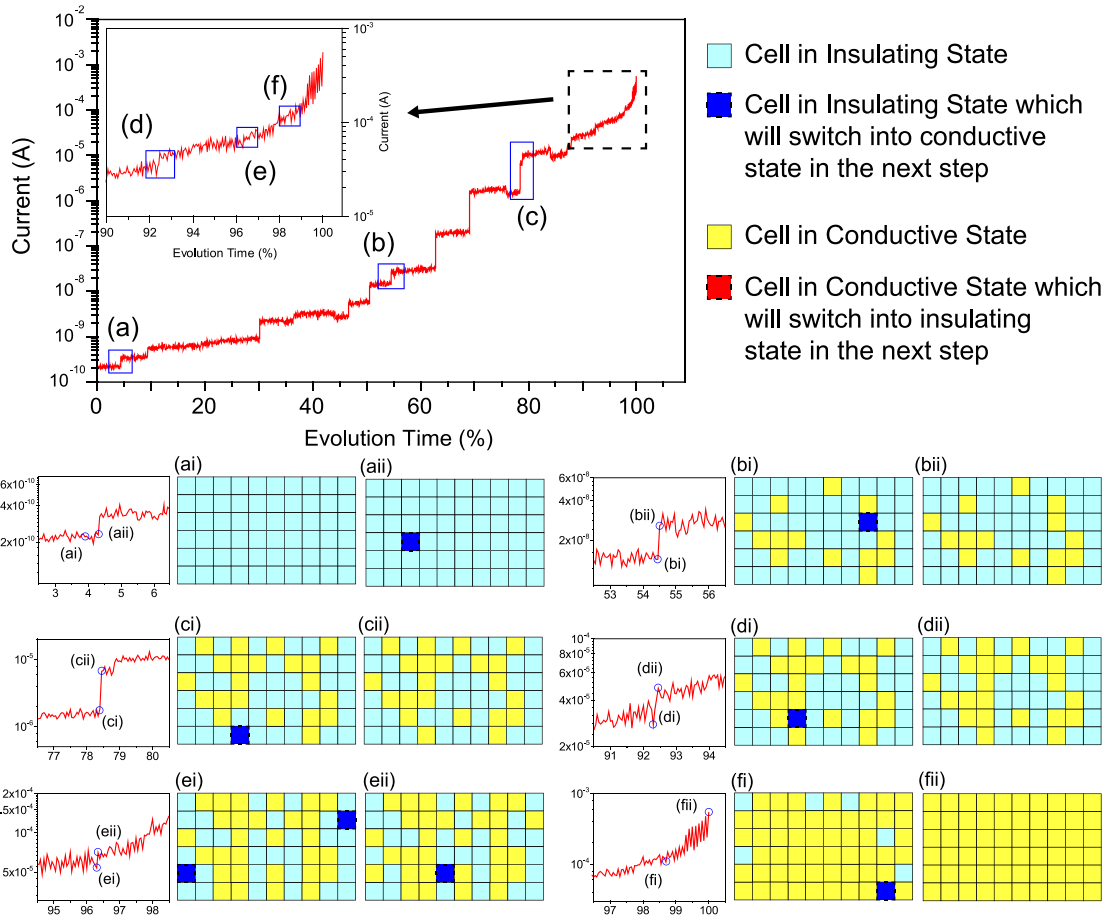 10⁻²
10⁻³
10⁻⁴
10⁻⁵
10⁻⁶
10⁻⁷
10⁻⁸
10⁻⁹
10⁻¹⁰
Current (A)
0 20 40 60 80 100
Evolution Time (%)
(a)
(b)
(c)
(d)
(e)
(f)
10⁻³
10⁻⁴
10⁻⁵
Current (A)
90 92 94 96 98 100
Evolution Time (%)
Cell in Insulating State
Cell in Insulating State which
will switch into conductive
state in the next step
Cell in Conductive State
Cell in Conductive State which
will switch into insulating
state in the next step
6x10⁻¹⁰
4x10⁻¹⁰
2x10⁻¹⁰
(ai)
(aii)
3 4 5 6
(ai)
(aii)
6x10⁻⁸
4x10⁻⁸
2x10⁻⁸
(bii)
(bi)
53 54 55 56
(bi)
(bii)
10⁻⁵
10⁻⁶
(cii)
(ci)
77 78 79 80
(ci)
(cii)
10⁻⁴
8x10⁻⁵
6x10⁻⁵
4x10⁻⁵
2x10⁻⁵
(dii)
(di)
91 92 93 94
(di)
(dii)
2x10⁻⁴
.5x10⁻⁴
10⁻⁴
5x10⁻⁵
(eii)
(ei)
95 96 97 98
(ei)
(eii)
10⁻³
10⁻⁴
(fii)
(fi)
97 98 99 100
(fi)
(fii)